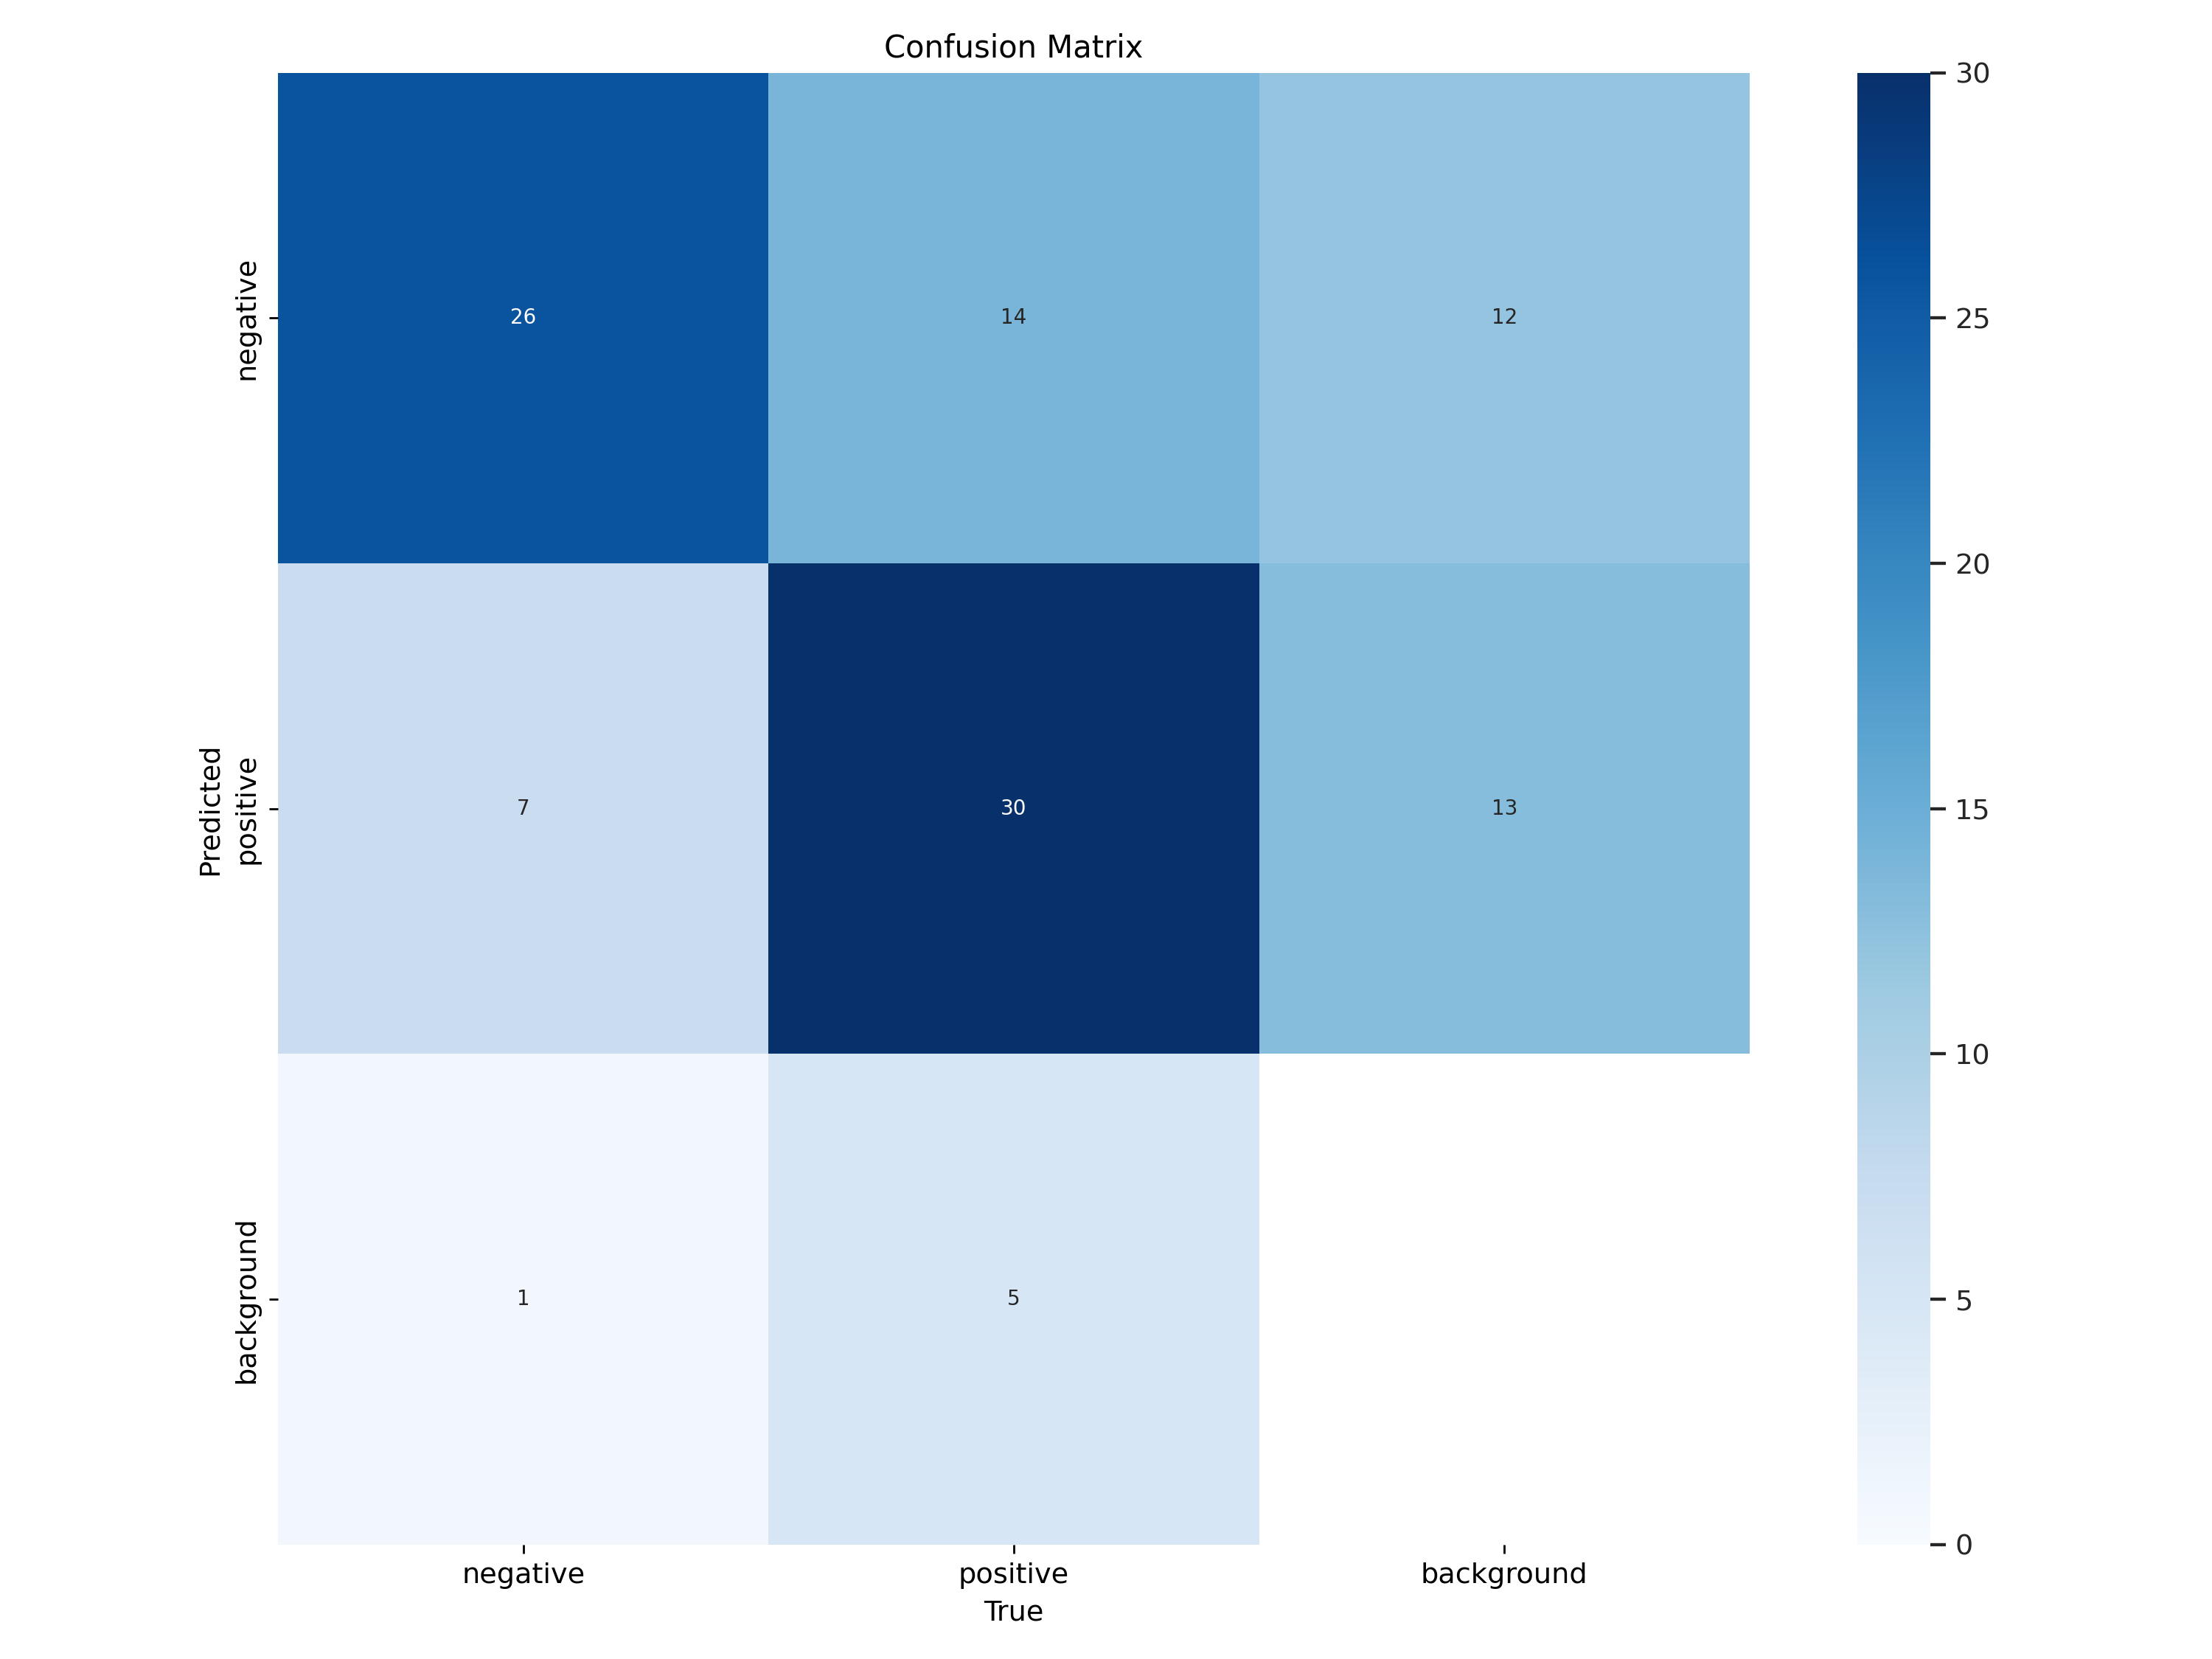 Confusion Matrix
negative
26
14
12
Predicted
positive
7
30
13
background
1
5
negative
positive
background
True
30
25
20
15
10
5
0